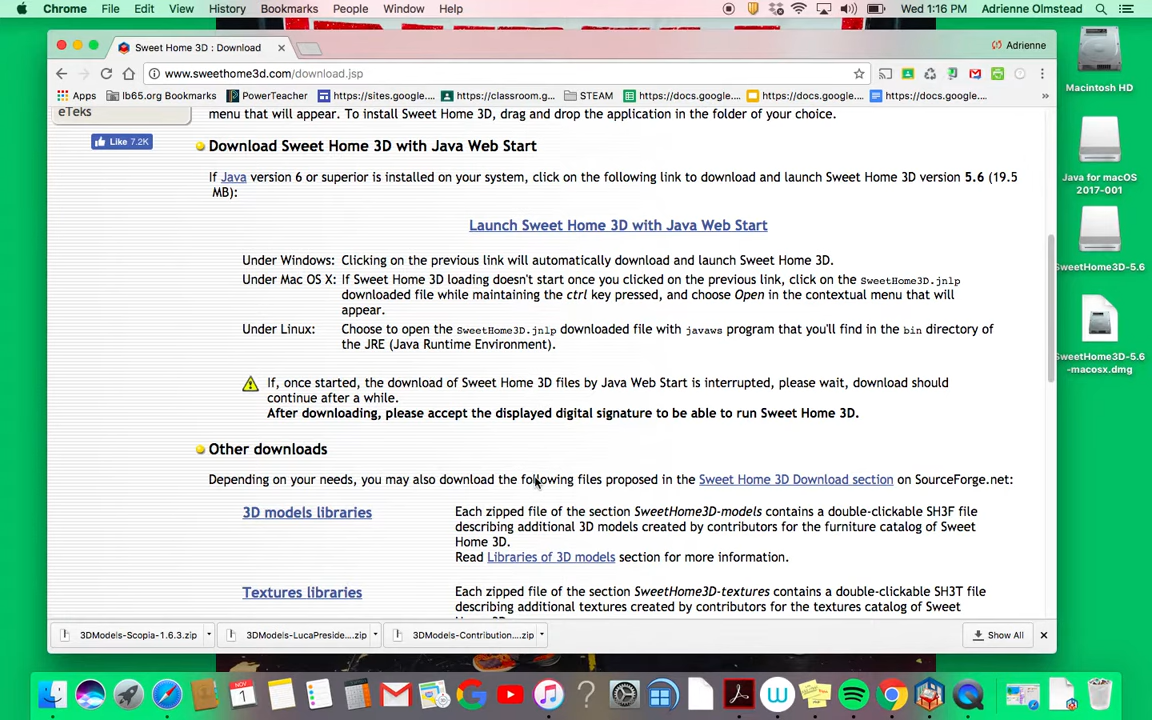 Chrome File Edit View History Bookmarks People Window Help Wed 1:16 PM Adrienne Olmstead
Sweet Home 3D : Download Adrienne
www.sweethome3d.com/download.jsp
Apps lb65.org Bookmarks PowerTeacher https://sites.google.... https://classroom.g... STEAM https://docs.google.... https://docs.google.... https://docs.google.... »
Macintosh HD
Java for macOS
2017-001
SweetHome3D-5.6
SweetHome3D-5.6
-macosx.dmg
eTeks
Like 7.2K
menu that will appear. To install Sweet Home 3D, drag and drop the application in the folder of your choice.
Download Sweet Home 3D with Java Web Start
If Java version 6 or superior is installed on your system, click on the following link to download and launch Sweet Home 3D version 5.6 (19.5
MB):
Launch Sweet Home 3D with Java Web Start
Under Windows: Clicking on the previous link will automatically download and launch Sweet Home 3D.
Under Mac OS X: If Sweet Home 3D loading doesn't start once you clicked on the previous link, click on the SweetHome3D.jnlp
downloaded file while maintaining the ctrl key pressed, and choose Open in the contextual menu that will
appear.
Under Linux: Choose to open the SweetHome3D.jnlp downloaded file with javaws program that you'll find in the bin directory of
the JRE (Java Runtime Environment).
If, once started, the download of Sweet Home 3D files by Java Web Start is interrupted, please wait, download should
continue after a while.
After downloading, please accept the displayed digital signature to be able to run Sweet Home 3D.
Other downloads
Depending on your needs, you may also download the following files proposed in the Sweet Home 3D Download section on SourceForge.net:
3D models libraries Each zipped file of the section SweetHome3D-models contains a double-clickable SH3F file
describing additional 3D models created by contributors for the furniture catalog of Sweet
Home 3D.
Read Libraries of 3D models section for more information.
Textures libraries Each zipped file of the section SweetHome3D-textures contains a double-clickable SH3T file
describing additional textures created by contributors for the textures catalog of Sweet
3DModels-Scopia-1.6.3.zip 3DModels-LucaPreside....zip 3DModels-Contribution....zip Show All
NOV
1